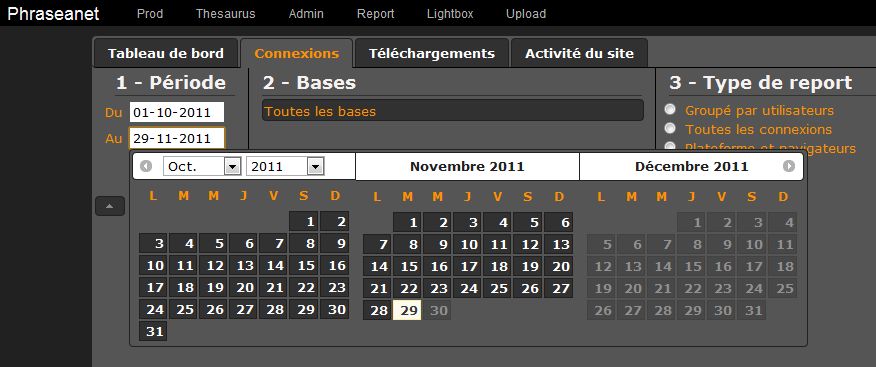 Phraseanet Prod Thesaurus Admin Report Lightbox Upload
Tableau de bord Connexions Téléchargements Activité du site
1 - Période 2 - Bases 3 - Type de report
Du 01-10-2011 Toutes les bases Groupé par utilisateurs
Au 29-11-2011 Toutes les connexions
Plateforme et navigateurs
Oct. 2011 Novembre 2011 Décembre 2011
L M M J V S D L M M J V S D L M M J V S D
1 2 1 2 3 4 5 6 1 2 3 4
3 4 5 6 7 8 9 7 8 9 10 11 12 13 5 6 7 8 9 10 11
10 11 12 13 14 15 16 14 15 16 17 18 19 20 12 13 14 15 16 17 18
17 18 19 20 21 22 23 21 22 23 24 25 26 27 19 20 21 22 23 24 25
24 25 26 27 28 29 30 28 29 30 26 27 28 29 30 31
31